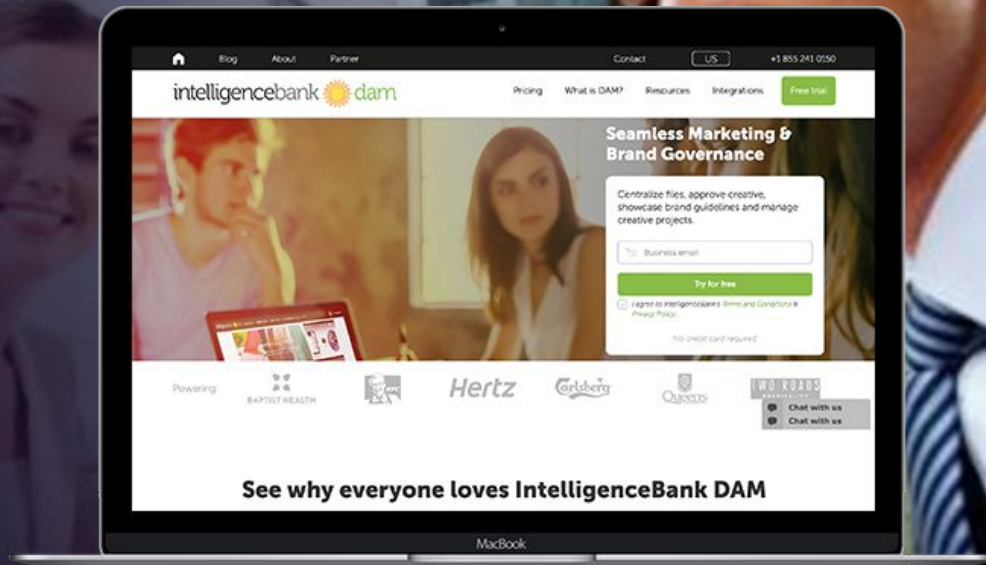 Blog About Partner Contact US +1 855 241 0150
intelligencebank dam Pricing What is DAM? Resources Integrations Free trial
Seamless Marketing &
Brand Governance
Centralize files, approve creative,
showcase brand guidelines and manage
creative projects.
Business email
Try for free
I agree to IntelligenceBank's Terms and Conditions &
Privacy Policy.
No credit card required
Powering:
BAPTIST HEALTH KFC Hertz Carlsberg Queens TWO ROADS
Chat with us
Chat with us
See why everyone loves IntelligenceBank DAM
MacBook